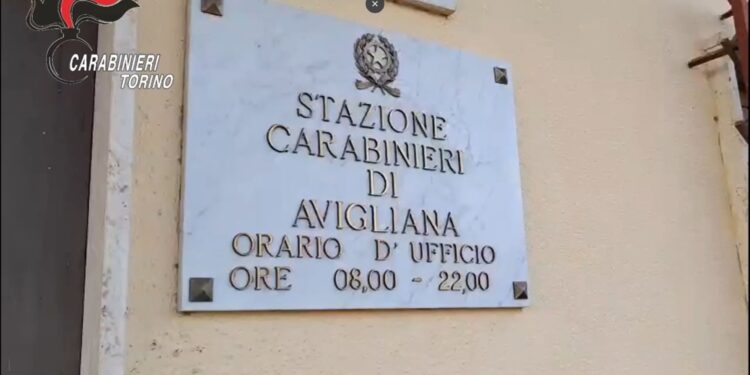 CARABINIERI
TORINO
STAZIONE
CARABINIERI
DI
AVIGLIANA
ORARIO D' UFFICIO
ORE 08,00 - 22,00